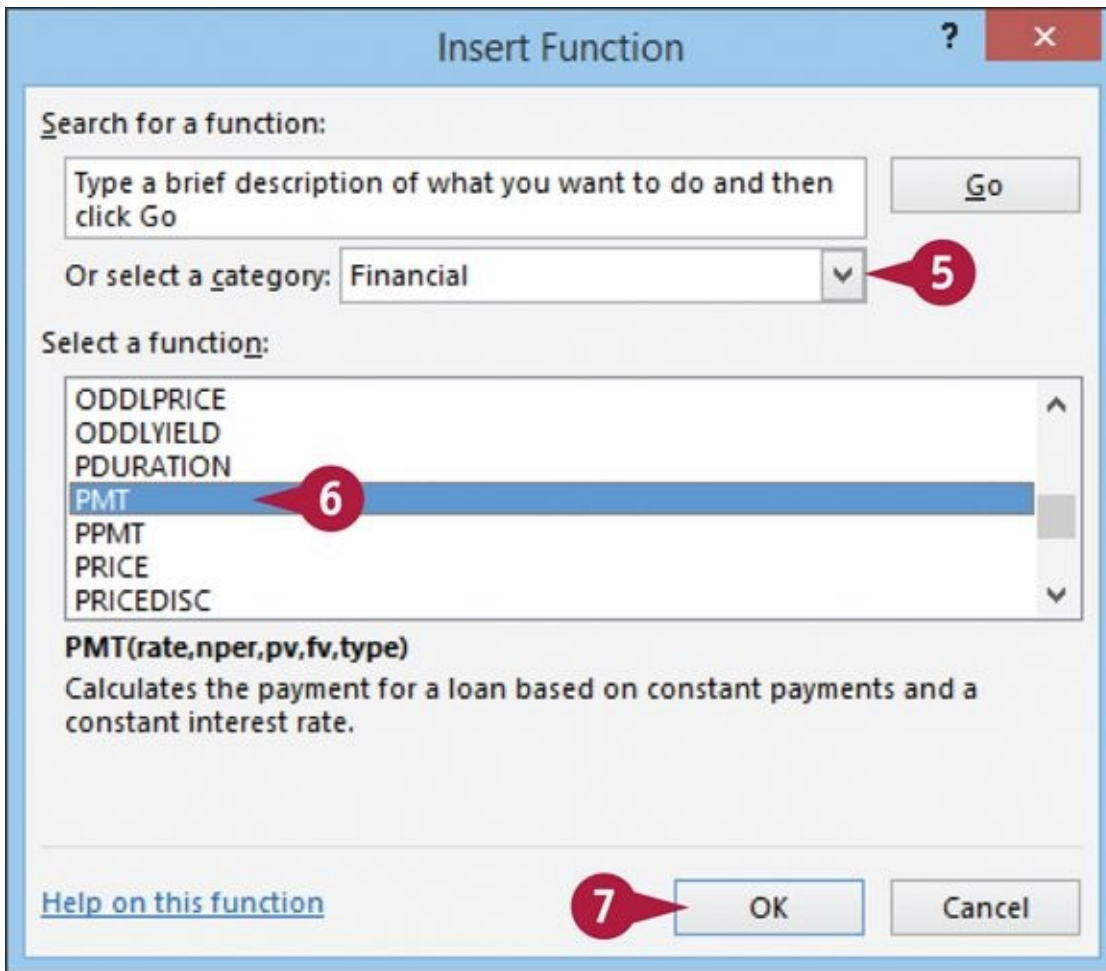 Insert Function
?
×
Search for a function:
Type a brief description of what you want to do and then
click Go
Go
Or select a category:
Financial
5
Select a function:
ODDLPRICE
ODDLYIELD
PDURATION
PMT
6
PPMT
PRICE
PRICEDISC
PMT(rate,nper,pv,fv,type)
Calculates the payment for a loan based on constant payments and a
constant interest rate.
Help on this function
7
OK
Cancel